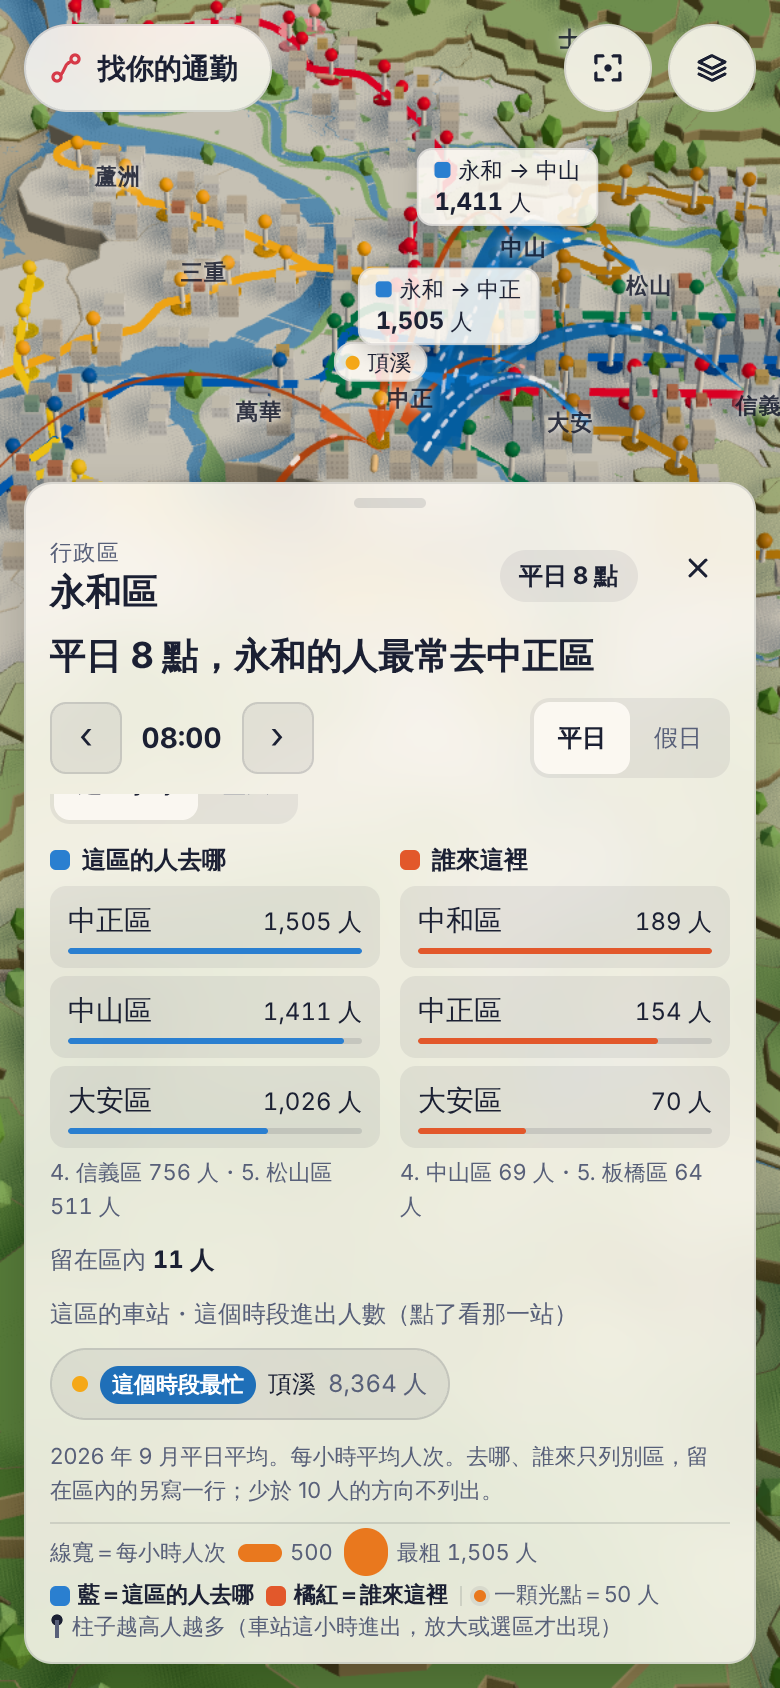 找你的通勤
士
蘆洲
永和 → 中山
1,411 人
中山
三重
松山
永和 → 中正
1,505 人
頂溪
中正
萬華
大安
信義
行政區
永和區
平日 8 點
平日 8 點，永和的人最常去中正區
08:00
平日
假日
這區的人去哪
誰來這裡
中正區 1,505 人
中和區 189 人
中山區 1,411 人
中正區 154 人
大安區 1,026 人
大安區 70 人
4. 信義區 756 人・5. 松山區
511 人
4. 中山區 69 人・5. 板橋區 64
人
留在區內 11 人
這區的車站・這個時段進出人數（點了看那一站）
這個時段最忙 頂溪 8,364 人
2026 年 9 月平日平均。每小時平均人次。去哪、誰來只列別區，留
在區內的另寫一行；少於 10 人的方向不列出。
線寬＝每小時人次 500 最粗 1,505 人
藍＝這區的人去哪 橘紅＝誰來這裡 一顆光點＝50 人
柱子越高人越多（車站這小時進出，放大或選區才出現）